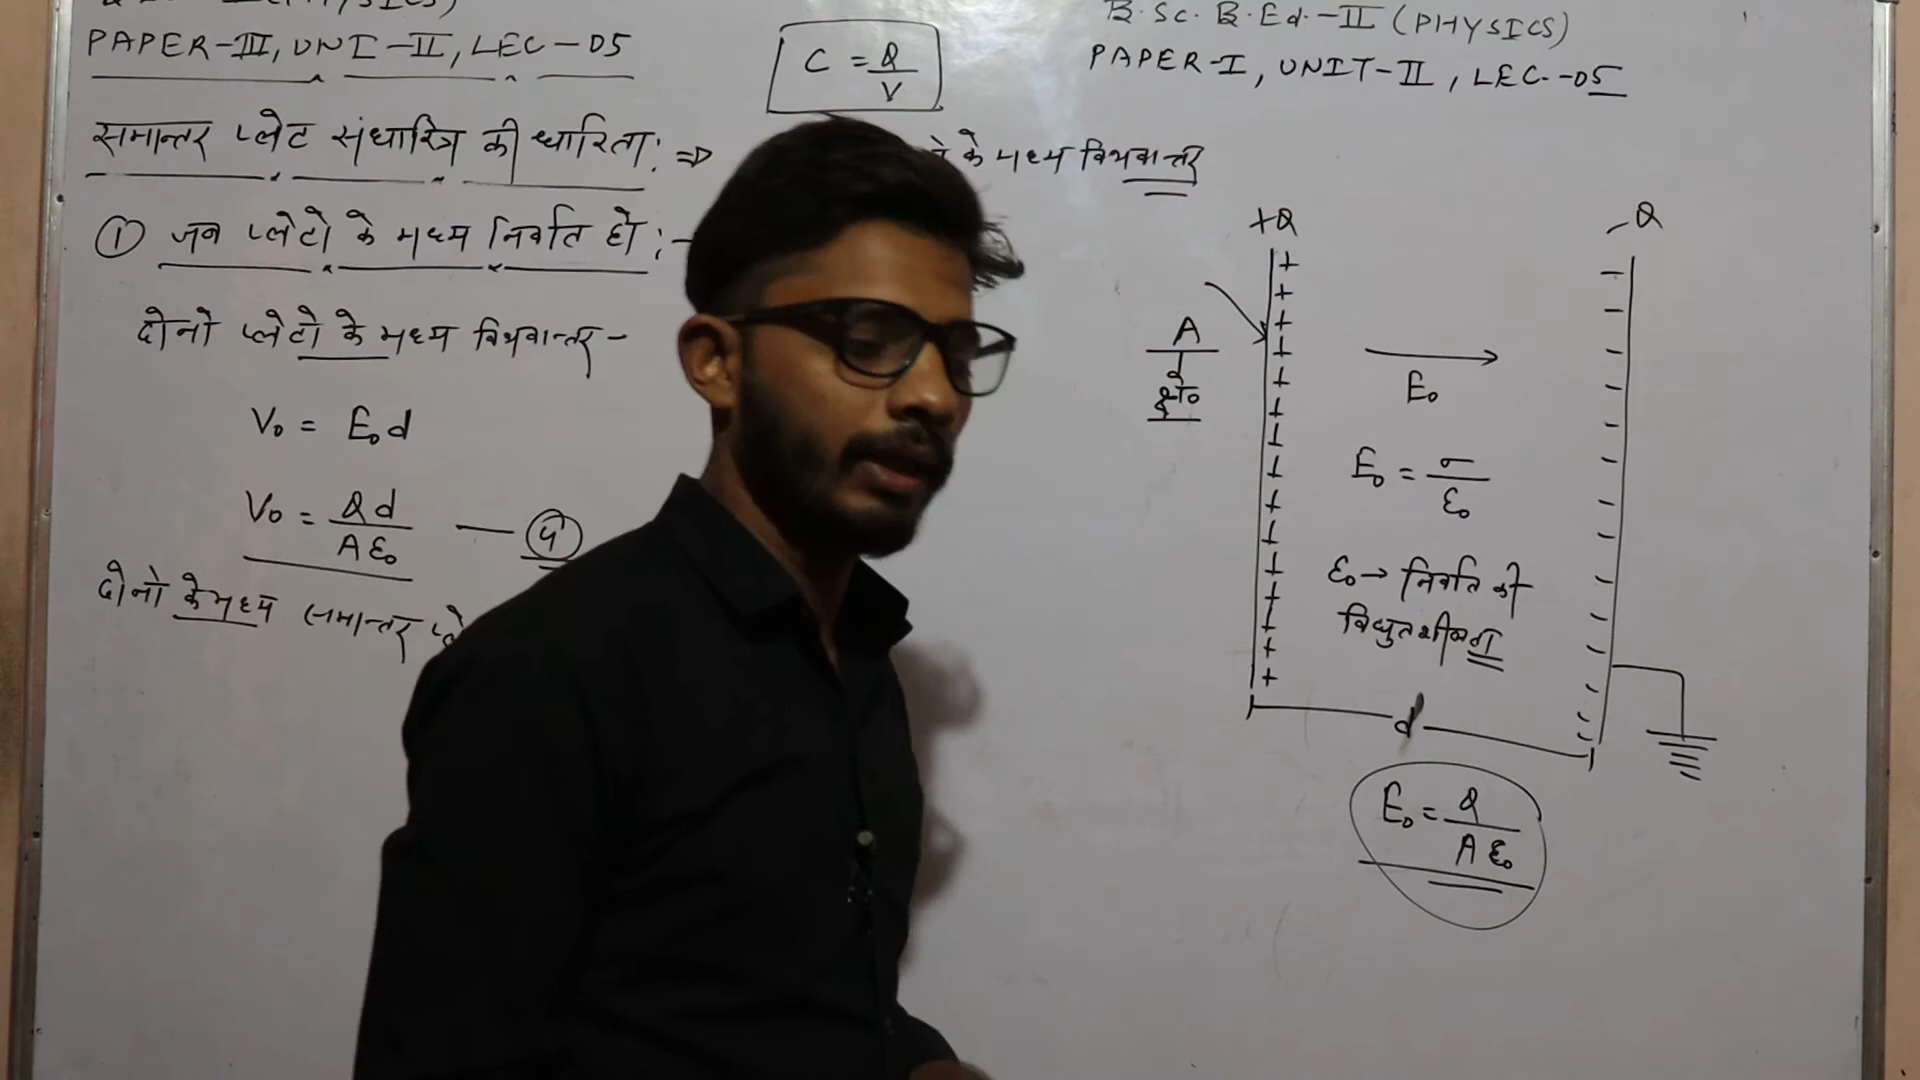 PAPER-III, UNI-II, LEC-05
C = Q/V
B.Sc. B.Ed.-II (PHYSICS)
PAPER-I, UNIT-II, LEC.-05
समान्तर प्लेट संधारित्र की धारिता: ⇒
के मध्य विभवान्तर
① जब प्लेटो के मध्य निर्वात हो :-
दोनो प्लेटो के मध्य विभवान्तर -
V₀ = E₀d
V₀ = Qd/Aε₀ —
दोनो के मध्य समान्तर
+Q
-Q
A
क्षे०
E₀
E₀ = σ/ε₀
ε₀ → निर्वात की
विद्युतशीलता
d
E₀ = Q/Aε₀